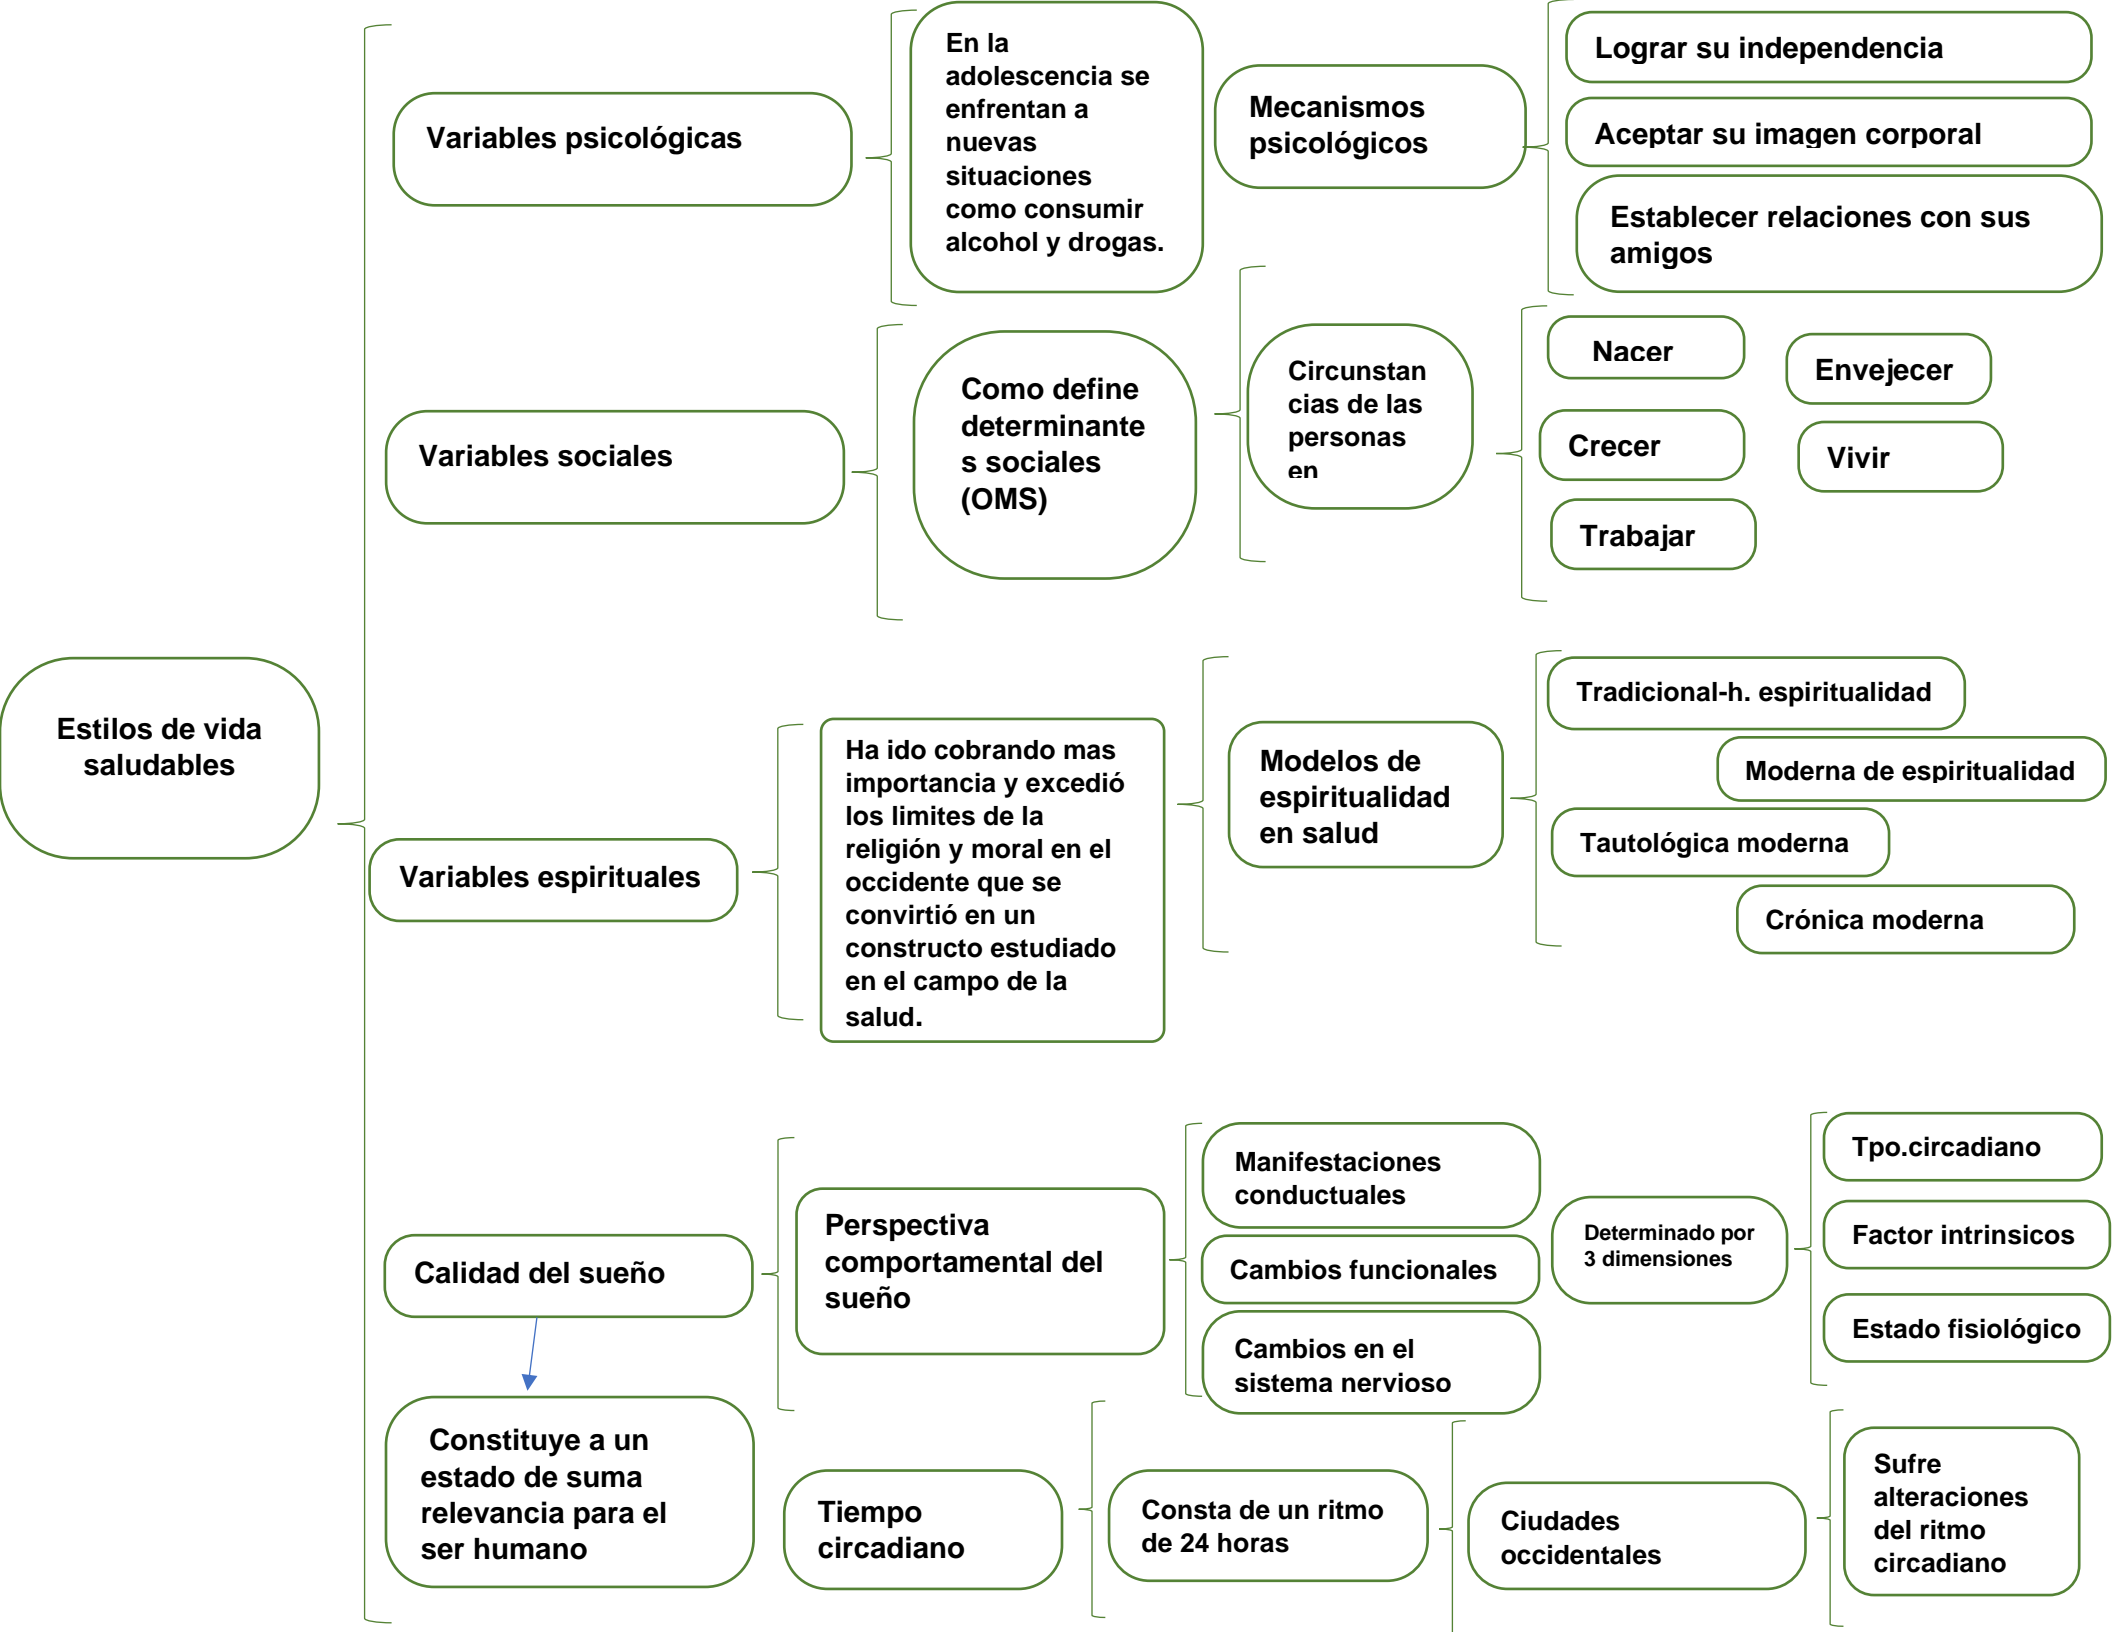 Estilos de vida
saludables
Variables psicológicas
En la
adolescencia se
enfrentan a
nuevas
situaciones
como consumir
alcohol y drogas.
Mecanismos
psicológicos
Lograr su independencia
Aceptar su imagen corporal
Establecer relaciones con sus
amigos
Variables sociales
Como define
determinante
s sociales
(OMS)
Circunstan
cias de las
personas
en
Nacer
Envejecer
Crecer
Vivir
Trabajar
Variables espirituales
Ha ido cobrando mas
importancia y excedió
los limites de la
religión y moral en el
occidente que se
convirtió en un
constructo estudiado
en el campo de la
salud.
Modelos de
espiritualidad
en salud
Tradicional-h. espiritualidad
Moderna de espiritualidad
Tautológica moderna
Crónica moderna
Calidad del sueño
Perspectiva
comportamental del
sueño
Manifestaciones
conductuales
Cambios funcionales
Cambios en el
sistema nervioso
Determinado por
3 dimensiones
Tpo.circadiano
Factor intrinsicos
Estado fisiológico
Constituye a un
estado de suma
relevancia para el
ser humano
Tiempo
circadiano
Consta de un ritmo
de 24 horas
Ciudades
occidentales
Sufre
alteraciones
del ritmo
circadiano